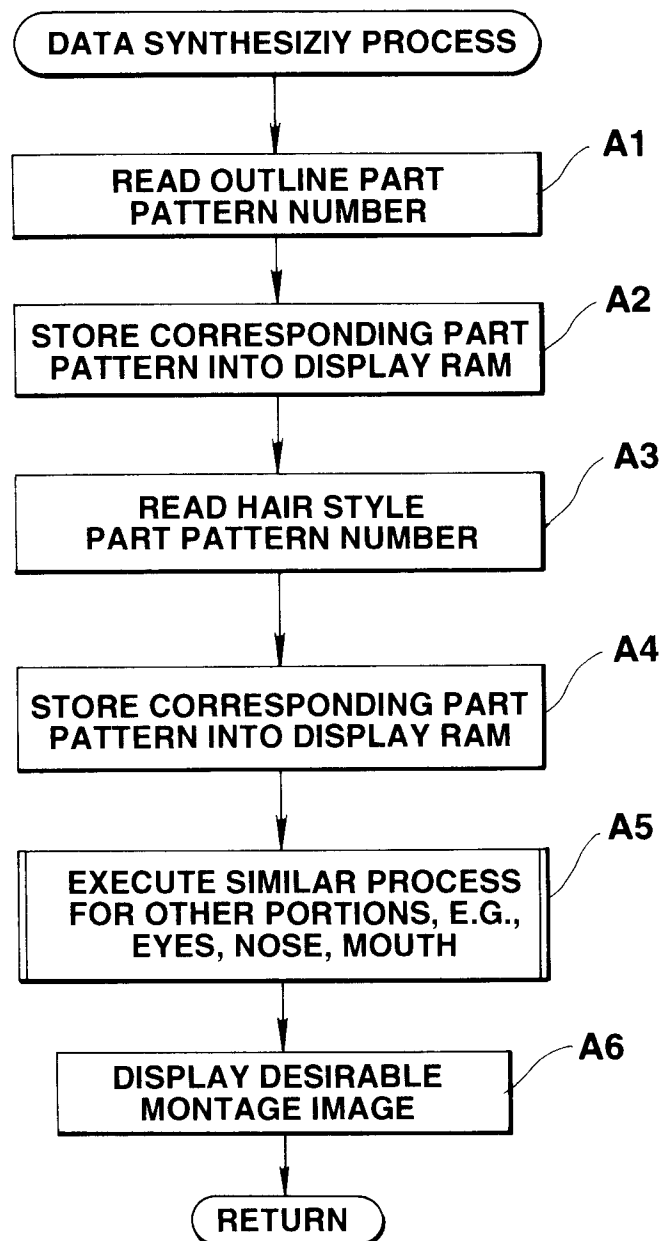 DATA SYNTHESIZIY PROCESS
A1
READ OUTLINE PART
PATTERN NUMBER
A2
STORE CORRESPONDING PART
PATTERN INTO DISPLAY RAM
A3
READ HAIR STYLE
PART PATTERN NUMBER
A4
STORE CORRESPONDING PART
PATTERN INTO DISPLAY RAM
A5
EXECUTE SIMILAR PROCESS
FOR OTHER PORTIONS, E.G.,
EYES, NOSE, MOUTH
A6
DISPLAY DESIRABLE
MONTAGE IMAGE
RETURN